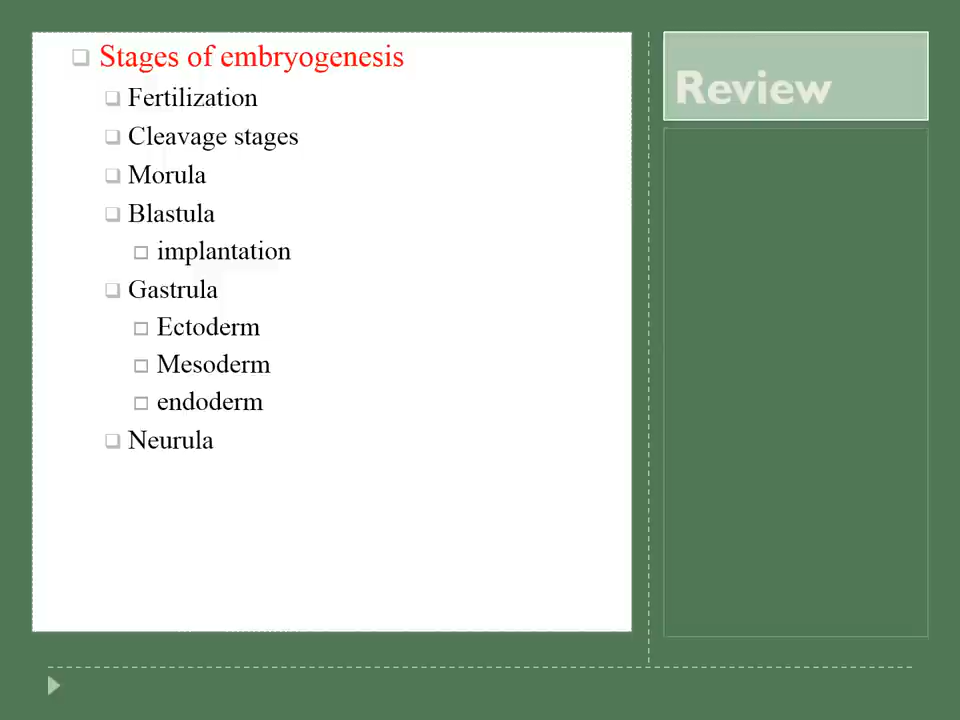 Stages of embryogenesis
Fertilization
Cleavage stages
Morula
Blastula
implantation
Gastrula
Ectoderm
Mesoderm
endoderm
Neurula
Review